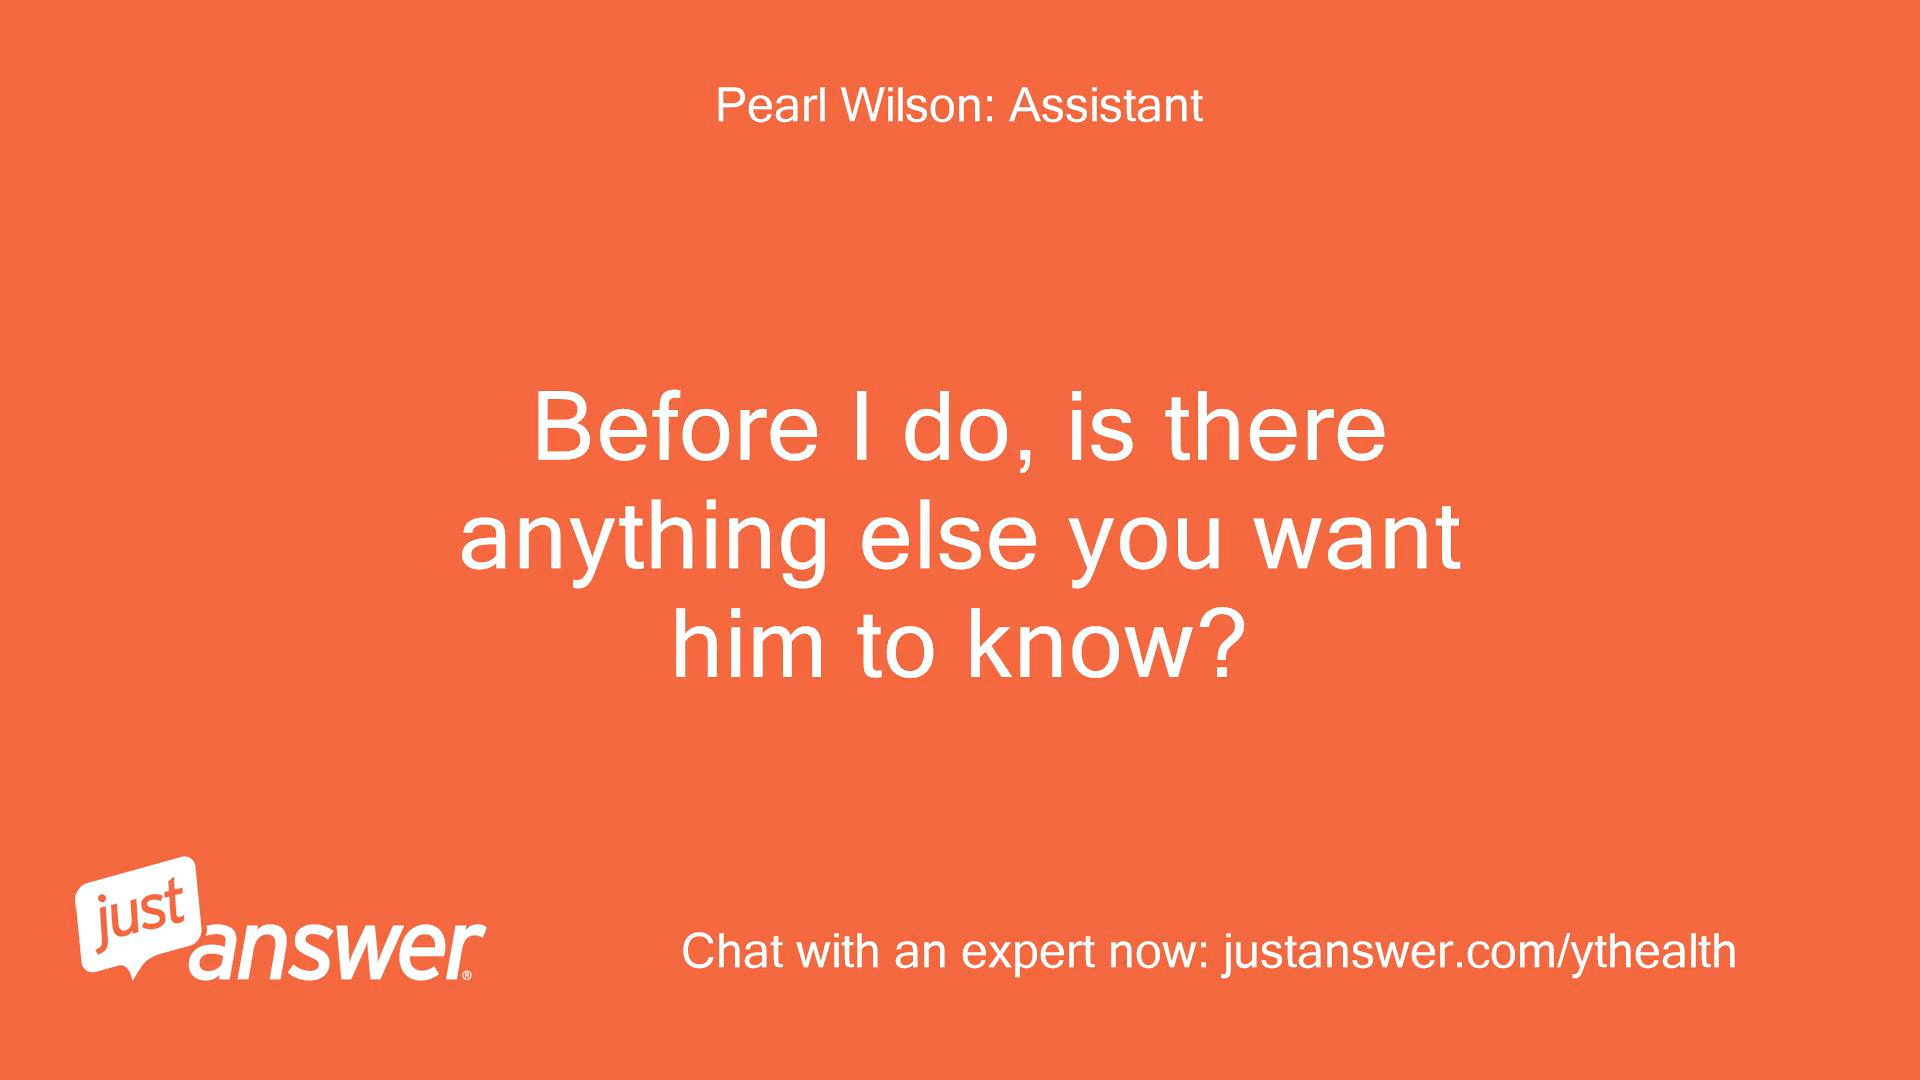 Pearl Wilson: Assistant
Before I do, is there
anything else you want
him to know?
just
answer®
Chat with an expert now: justanswer.com/ythealth